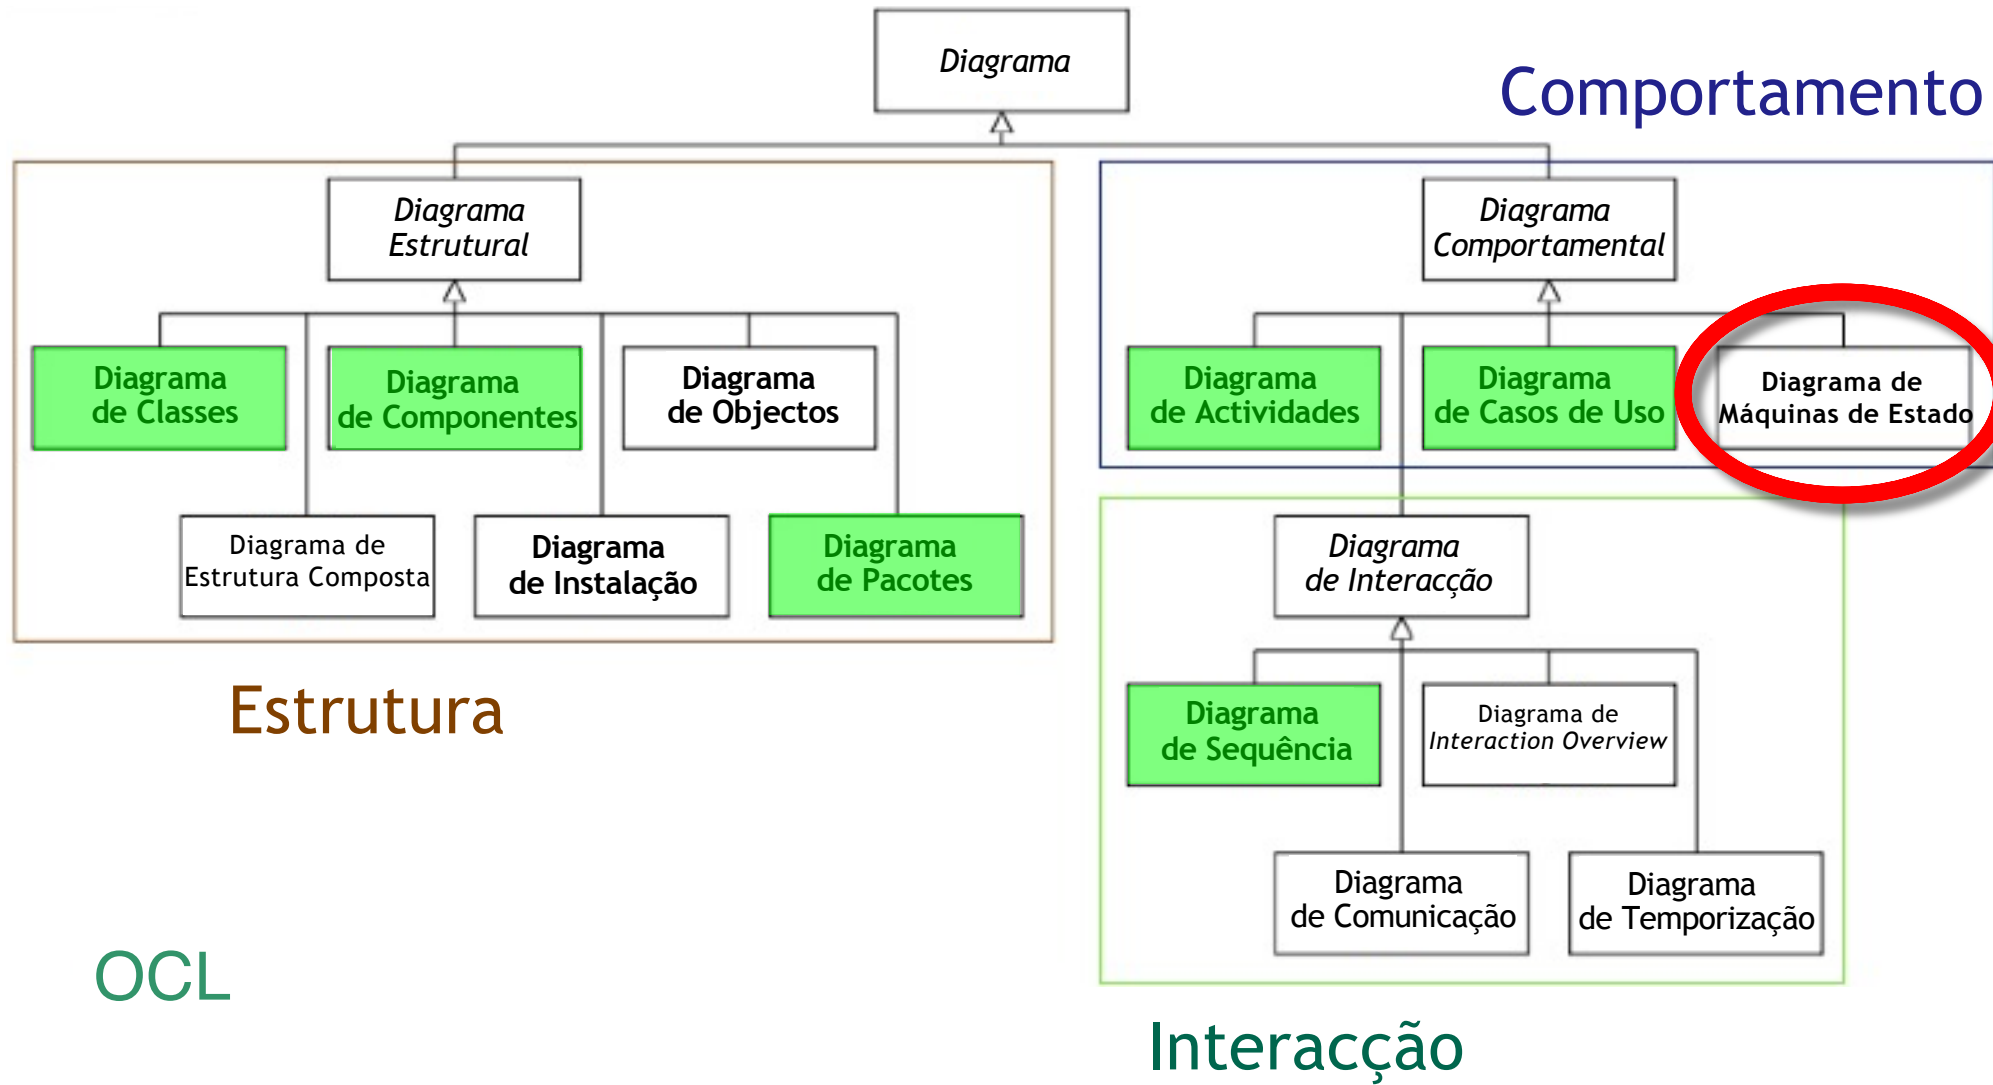 Diagrama
Comportamento
Diagrama
Estrutural
Diagrama
Comportamental
Diagrama
de Classes
Diagrama
de Componentes
Diagrama
de Objectos
Diagrama
de Actividades
Diagrama
de Casos de Uso
Diagrama de
Máquinas de Estado
Diagrama de
Estrutura Composta
Diagrama
de Instalação
Diagrama
de Pacotes
Diagrama
de Interacção
Estrutura
Diagrama
de Sequência
Diagrama de
Interaction Overview
Diagrama
de Comunicação
Diagrama
de Temporização
OCL
Interacção